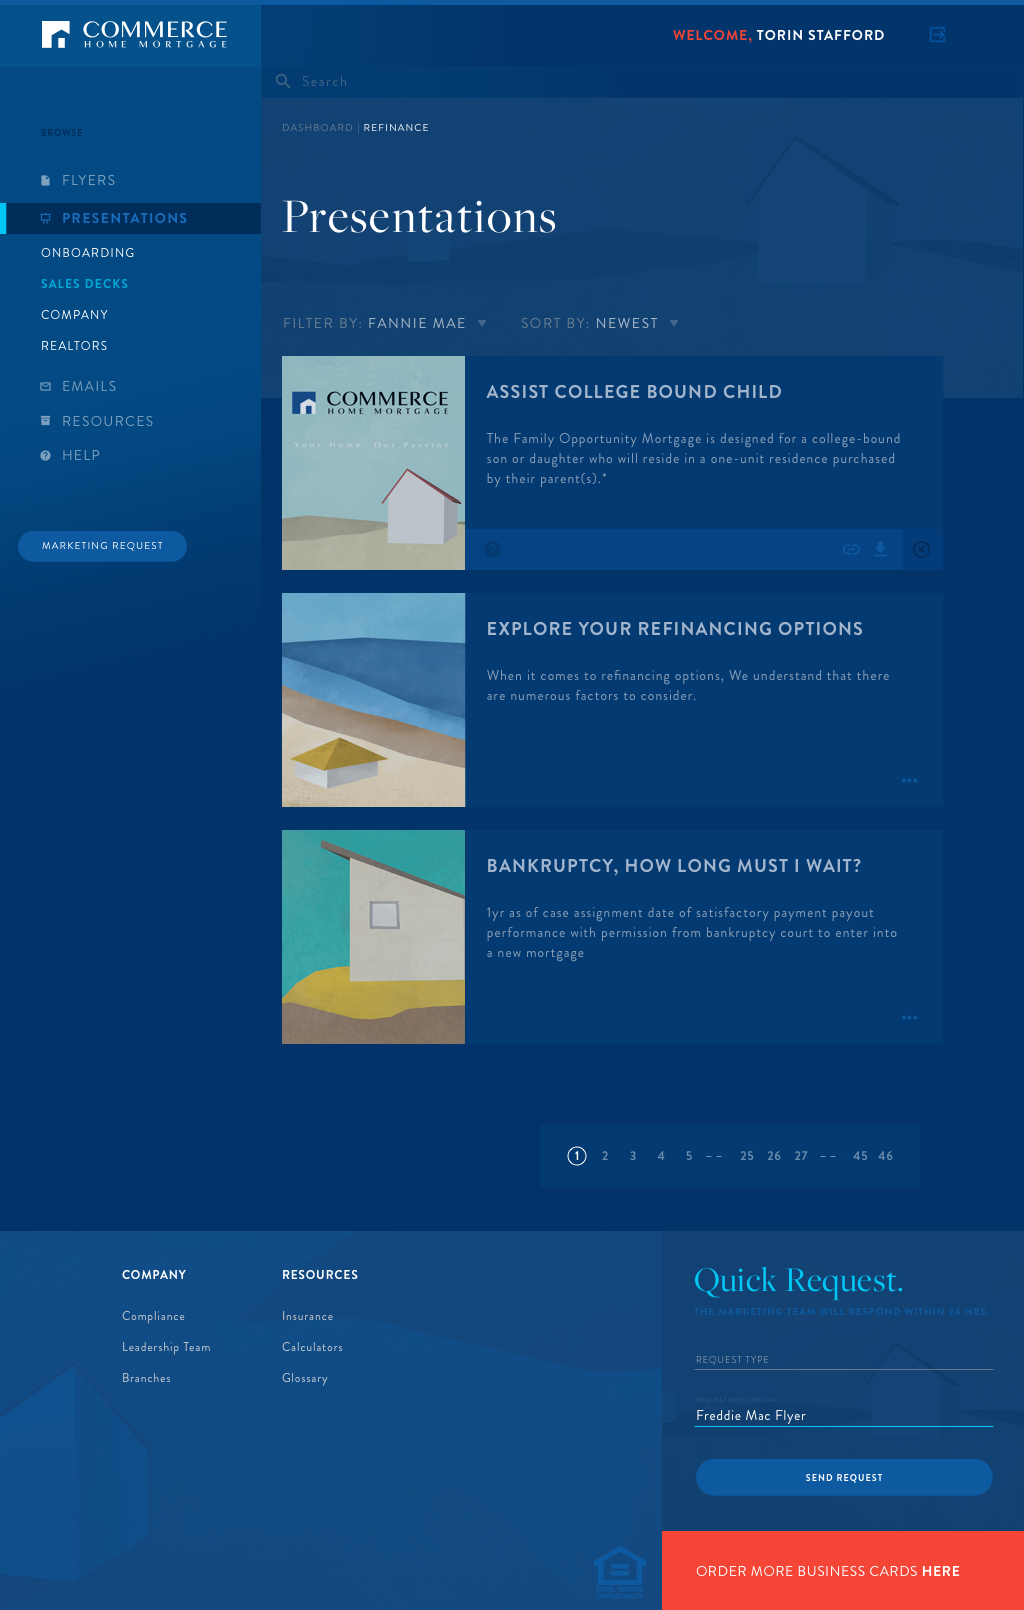 COMMERCE
HOME MORTGAGE
WELCOME, TORIN STAFFORD
Search
BROWSE
FLYERS
PRESENTATIONS
ONBOARDING
SALES DECKS
COMPANY
REALTORS
EMAILS
RESOURCES
HELP
MARKETING REQUEST
DASHBOARD | REFINANCE
Presentations
FILTER BY: FANNIE MAE
SORT BY: NEWEST
COMMERCE
HOME MORTGAGE
Your Home. Our Passion
ASSIST COLLEGE BOUND CHILD
The Family Opportunity Mortgage is designed for a college-bound
son or daughter who will reside in a one-unit residence purchased
by their parent(s).*
EXPLORE YOUR REFINANCING OPTIONS
When it comes to refinancing options, We understand that there
are numerous factors to consider.
BANKRUPTCY, HOW LONG MUST I WAIT?
1yr as of case assignment date of satisfactory payment payout
performance with permission from bankruptcy court to enter into
a new mortgage
1 2 3 4 5 -- 25 26 27 -- 45 46
COMPANY
Compliance
Leadership Team
Branches
RESOURCES
Insurance
Calculators
Glossary
Quick Request.
THE MARKETING TEAM WILL RESPOND WITHIN 24 HRS.
REQUEST TYPE
REQUEST DESCRIPTION
Freddie Mac Flyer
SEND REQUEST
EQUAL HOUSING
OPPORTUNITY
ORDER MORE BUSINESS CARDS HERE